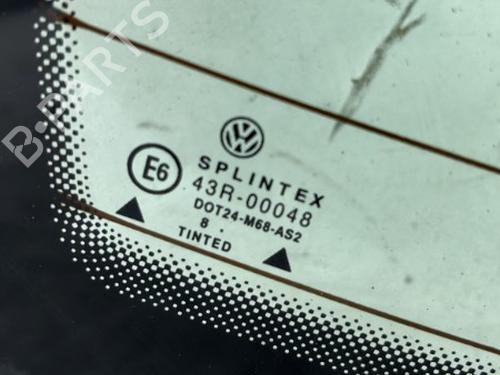 B-PARTS
E6
SPLINTEX
43R-00048
DOT24-M68-AS2
8 .
TINTED